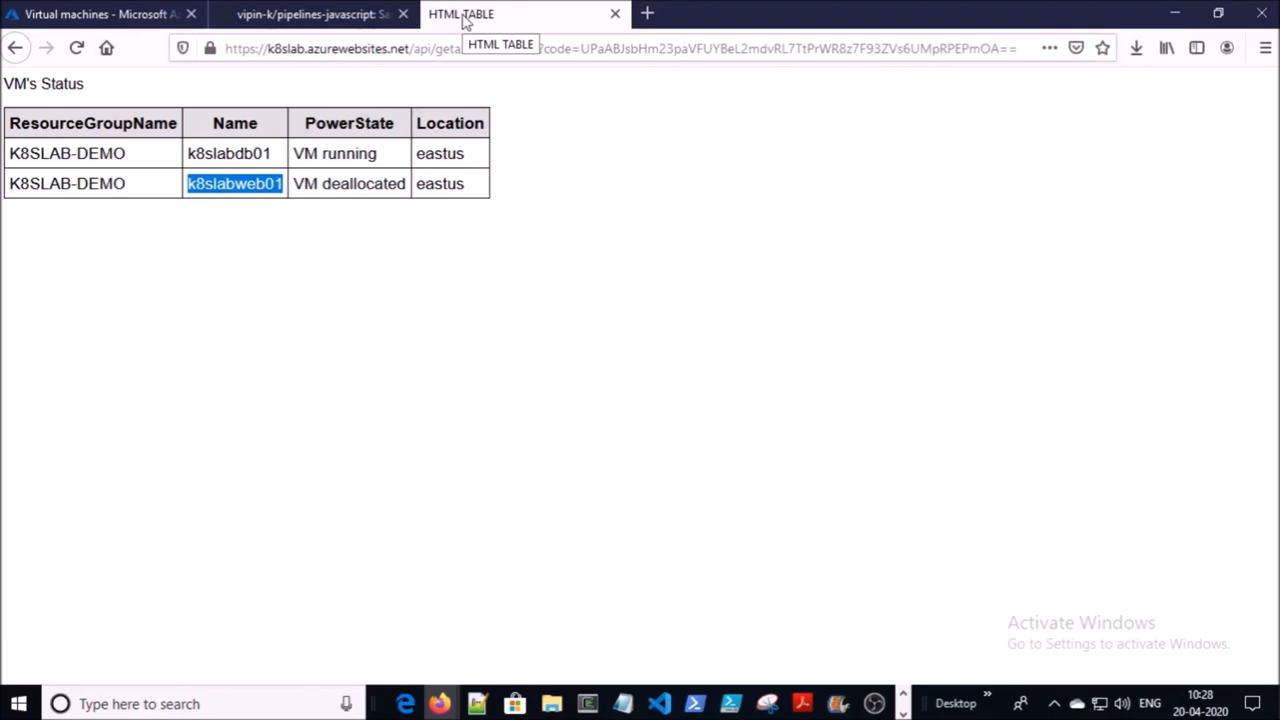 Virtual machines - Microsoft A
vipin-k/pipelines-javascript: Sa
HTML TABLE
HTML TABLE
https://k8slab.azurewebsites.net/api/geta
?code=UPaABJsbHm23paVFUYBeL2mdvRL7TtPrWR8z7F93ZVs6UMpRPEPmOA==
VM's Status
ResourceGroupName Name PowerState Location
K8SLAB-DEMO k8slabdb01 VM running eastus
K8SLAB-DEMO k8slabweb01 VM deallocated eastus
Activate Windows
Go to Settings to activate Windows.
Type here to search
Desktop
ENG
10:28
20-04-2020